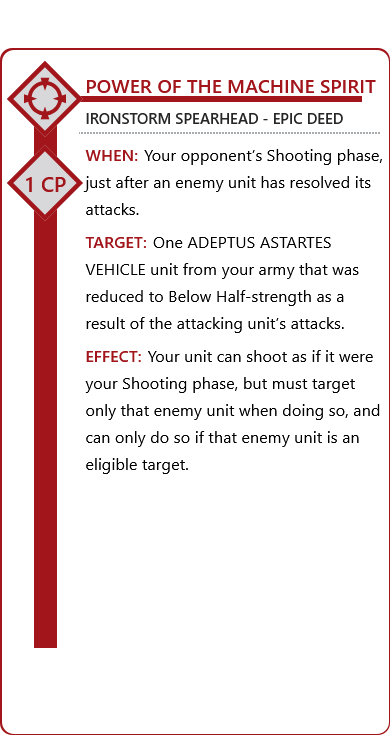 POWER OF THE MACHINE SPIRIT
IRONSTORM SPEARHEAD - EPIC DEED
1 CP
WHEN: Your opponent's Shooting phase,
just after an enemy unit has resolved its
attacks.
TARGET: One ADEPTUS ASTARTES
VEHICLE unit from your army that was
reduced to Below Half-strength as a
result of the attacking unit's attacks.
EFFECT: Your unit can shoot as if it were
your Shooting phase, but must target
only that enemy unit when doing so, and
can only do so if that enemy unit is an
eligible target.